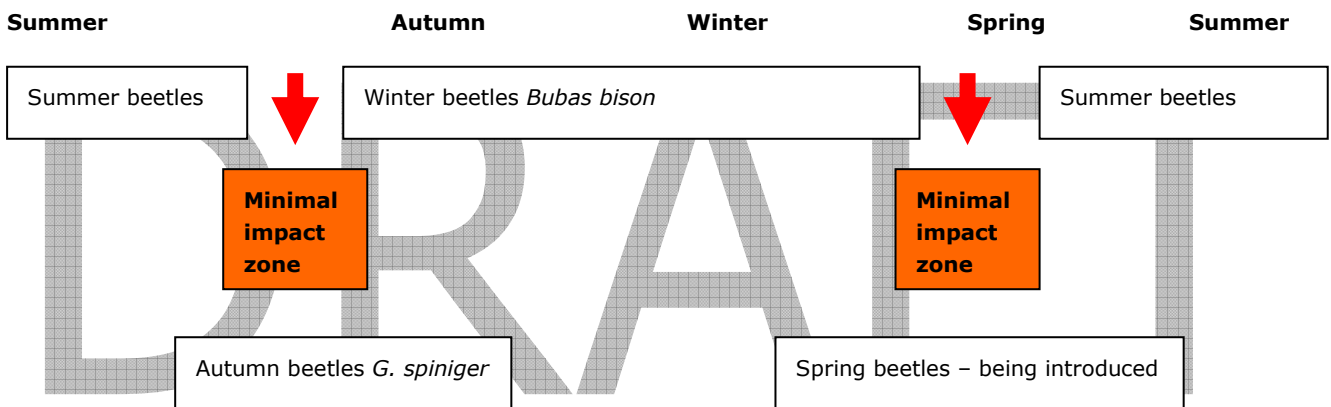 Summer Autumn Winter Spring Summer
Summer beetles Winter beetles Bubas bison Summer beetles
Minimal impact zone Minimal impact zone
Autumn beetles G. spiniger Spring beetles – being introduced
DRAFT